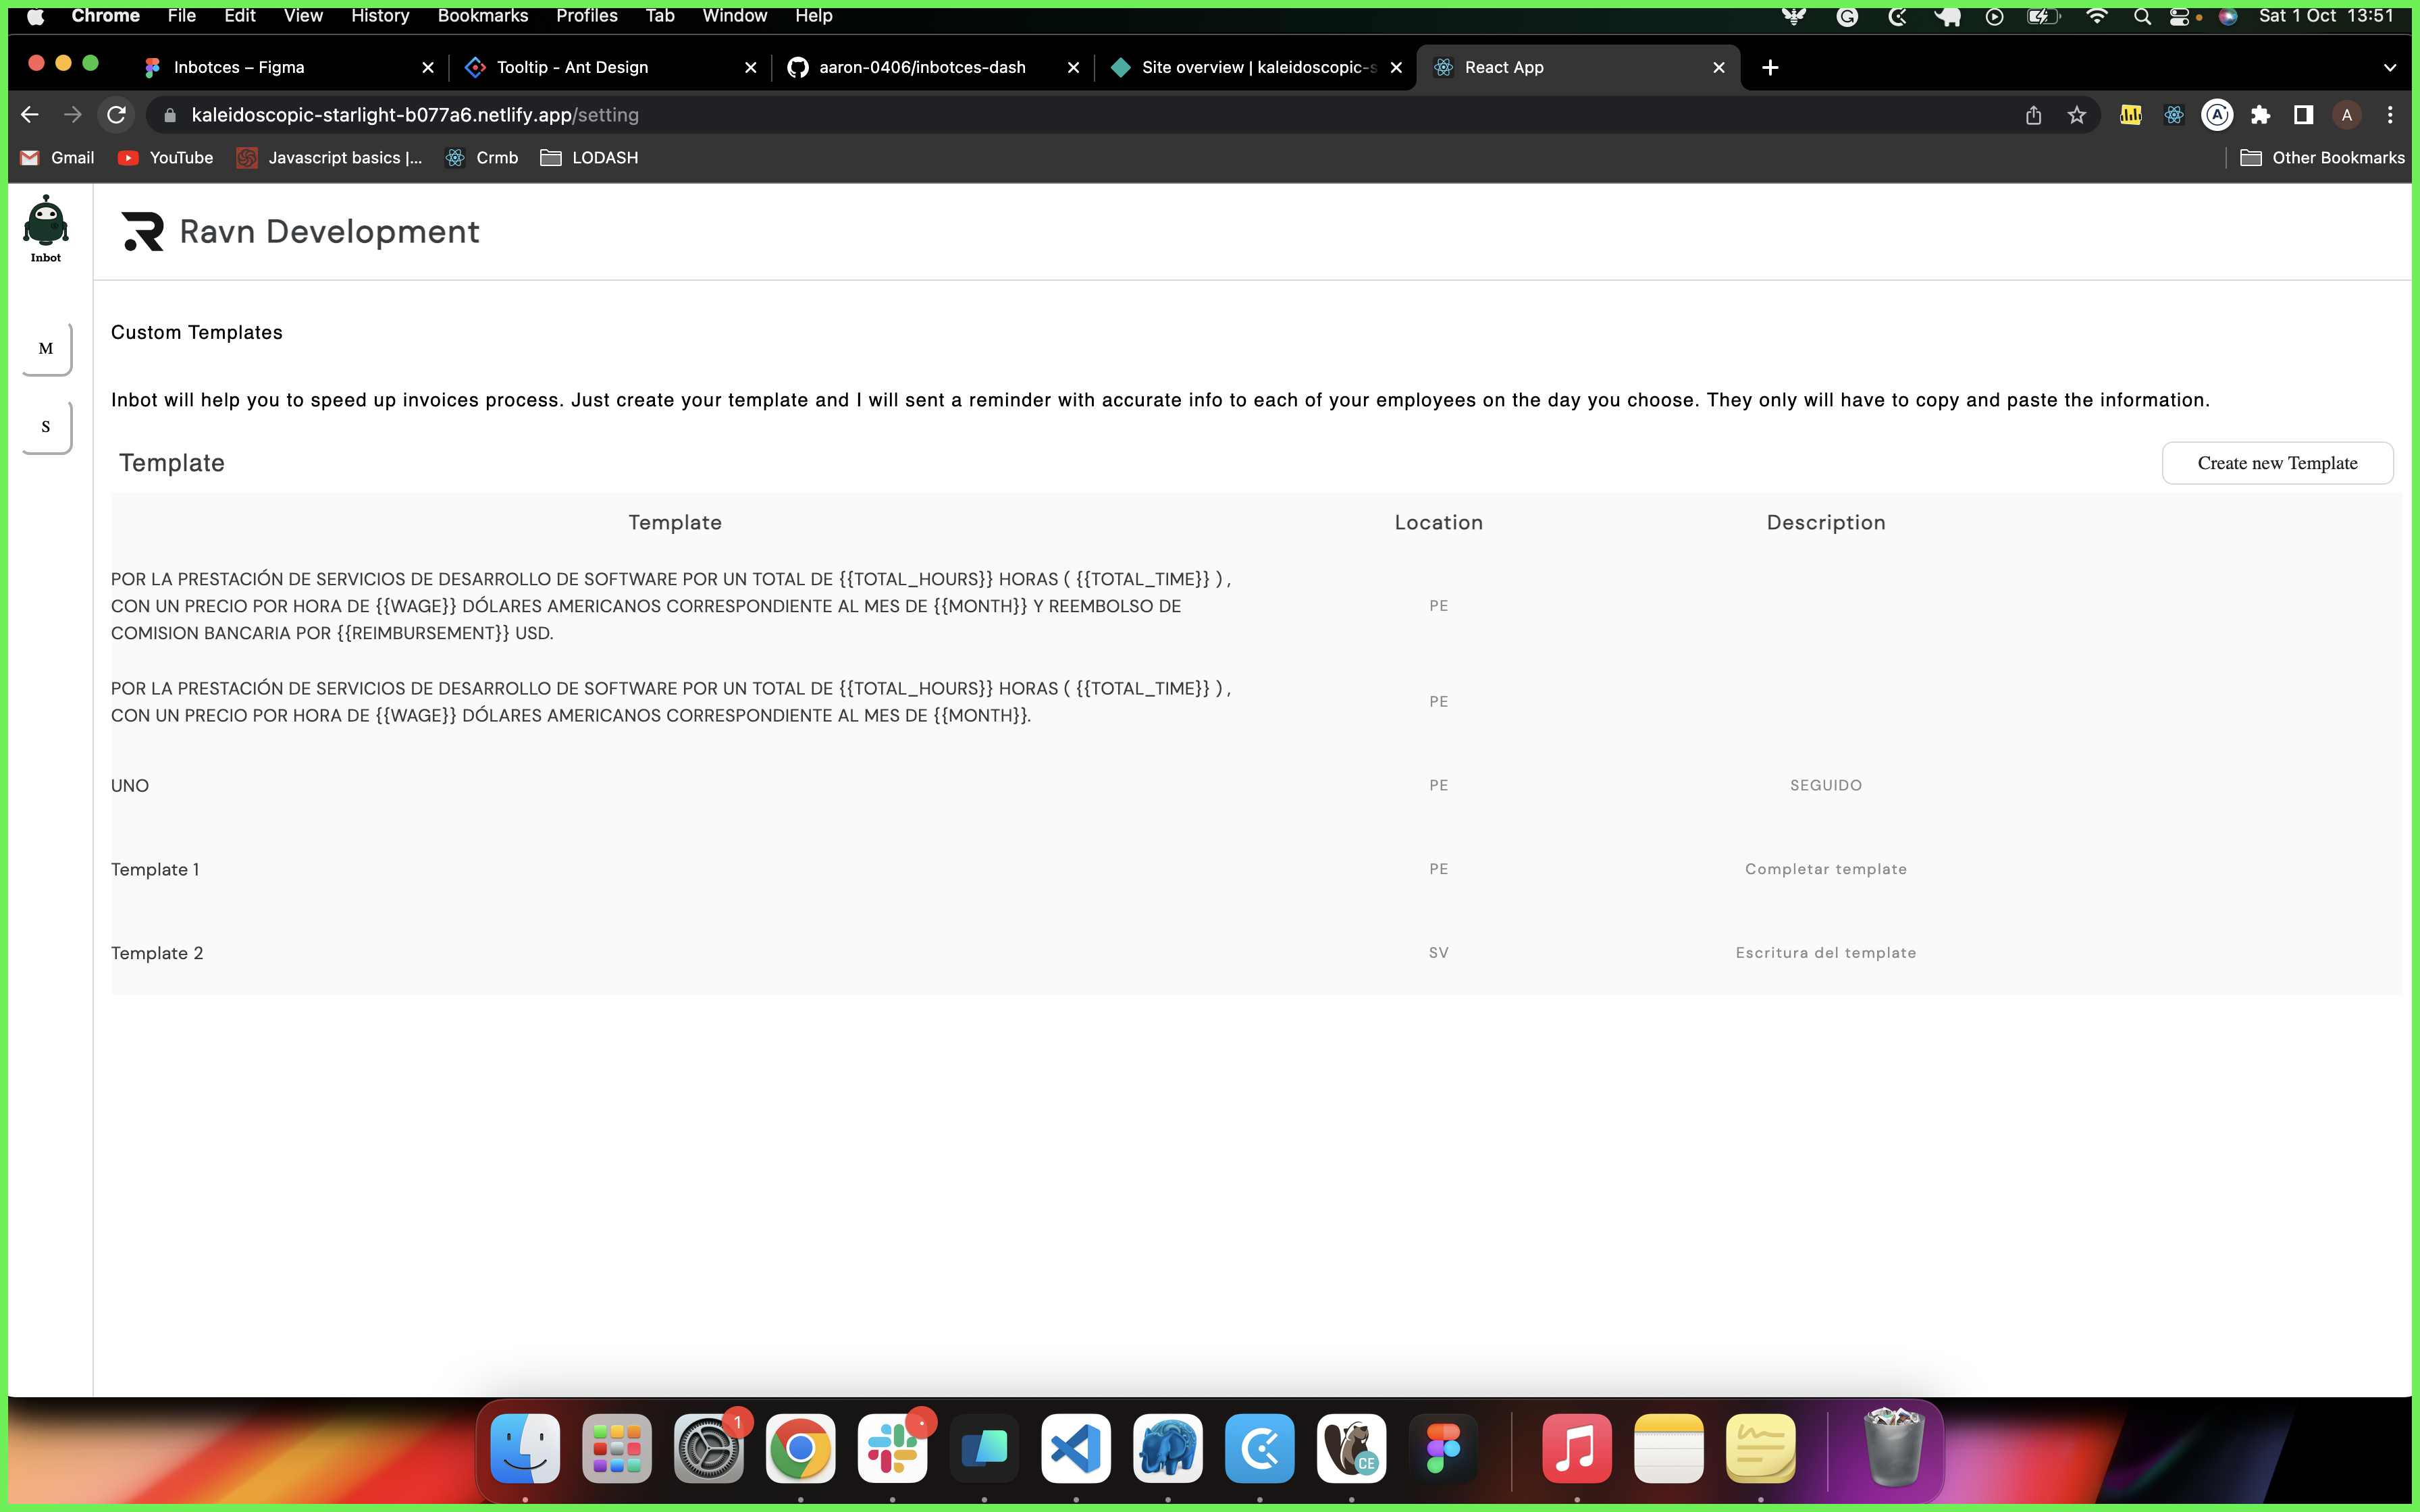 Chrome File Edit View History Bookmarks Profiles Tab Window Help
Sat 1 Oct 13:51
Inbotces – Figma
Tooltip - Ant Design
aaron-0406/inbotces-dash
Site overview | kaleidoscopic-s
React App
kaleidoscopic-starlight-b077a6.netlify.app/setting
A
A
Gmail
YouTube
Javascript basics |...
Crmb
LODASH
Other Bookmarks
Inbot
Ravn Development
M
S
Custom Templates
Inbot will help you to speed up invoices process. Just create your template and I will sent a reminder with accurate info to each of your employees on the day you choose. They only will have to copy and paste the information.
Template
Create new Template
Template Location Description
POR LA PRESTACIÓN DE SERVICIOS DE DESARROLLO DE SOFTWARE POR UN TOTAL DE {{TOTAL_HOURS}} HORAS ( {{TOTAL_TIME}} ) ,
CON UN PRECIO POR HORA DE {{WAGE}} DÓLARES AMERICANOS CORRESPONDIENTE AL MES DE {{MONTH}} Y REEMBOLSO DE
COMISION BANCARIA POR {{REIMBURSEMENT}} USD.
PE
POR LA PRESTACIÓN DE SERVICIOS DE DESARROLLO DE SOFTWARE POR UN TOTAL DE {{TOTAL_HOURS}} HORAS ( {{TOTAL_TIME}} ) ,
CON UN PRECIO POR HORA DE {{WAGE}} DÓLARES AMERICANOS CORRESPONDIENTE AL MES DE {{MONTH}}.
PE
UNO PE SEGUIDO
Template 1 PE Completar template
Template 2 SV Escritura del template
1
CE